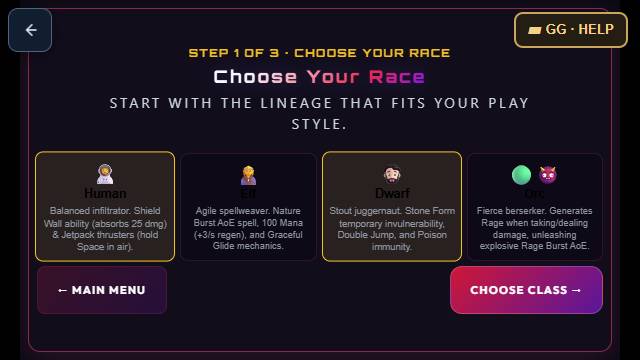 GG · HELP
STEP 1 OF 3 · CHOOSE YOUR RACE
Choose Your Race
START WITH THE LINEAGE THAT FITS YOUR PLAY
STYLE.
Human
Balanced infiltrator. Shield
Wall ability (absorbs 25 dmg)
& Jetpack thrusters (hold
Space in air).
Elf
Agile spellweaver. Nature
Burst AoE spell, 100 Mana
(+3/s regen), and Graceful
Glide mechanics.
Dwarf
Stout juggernaut. Stone Form
temporary invulnerability,
Double Jump, and Poison
immunity.
Orc
Fierce berserker. Generates
Rage when taking/dealing
damage, unleashing
explosive Rage Burst AoE.
← MAIN MENU
CHOOSE CLASS →